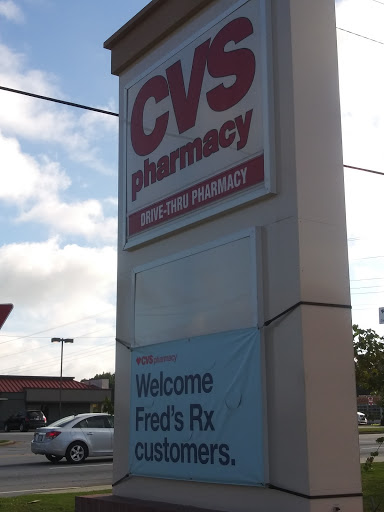 CVS
pharmacy
DRIVE-THRU PHARMACY
CVS pharmacy
Welcome
Fred's Rx
customers.